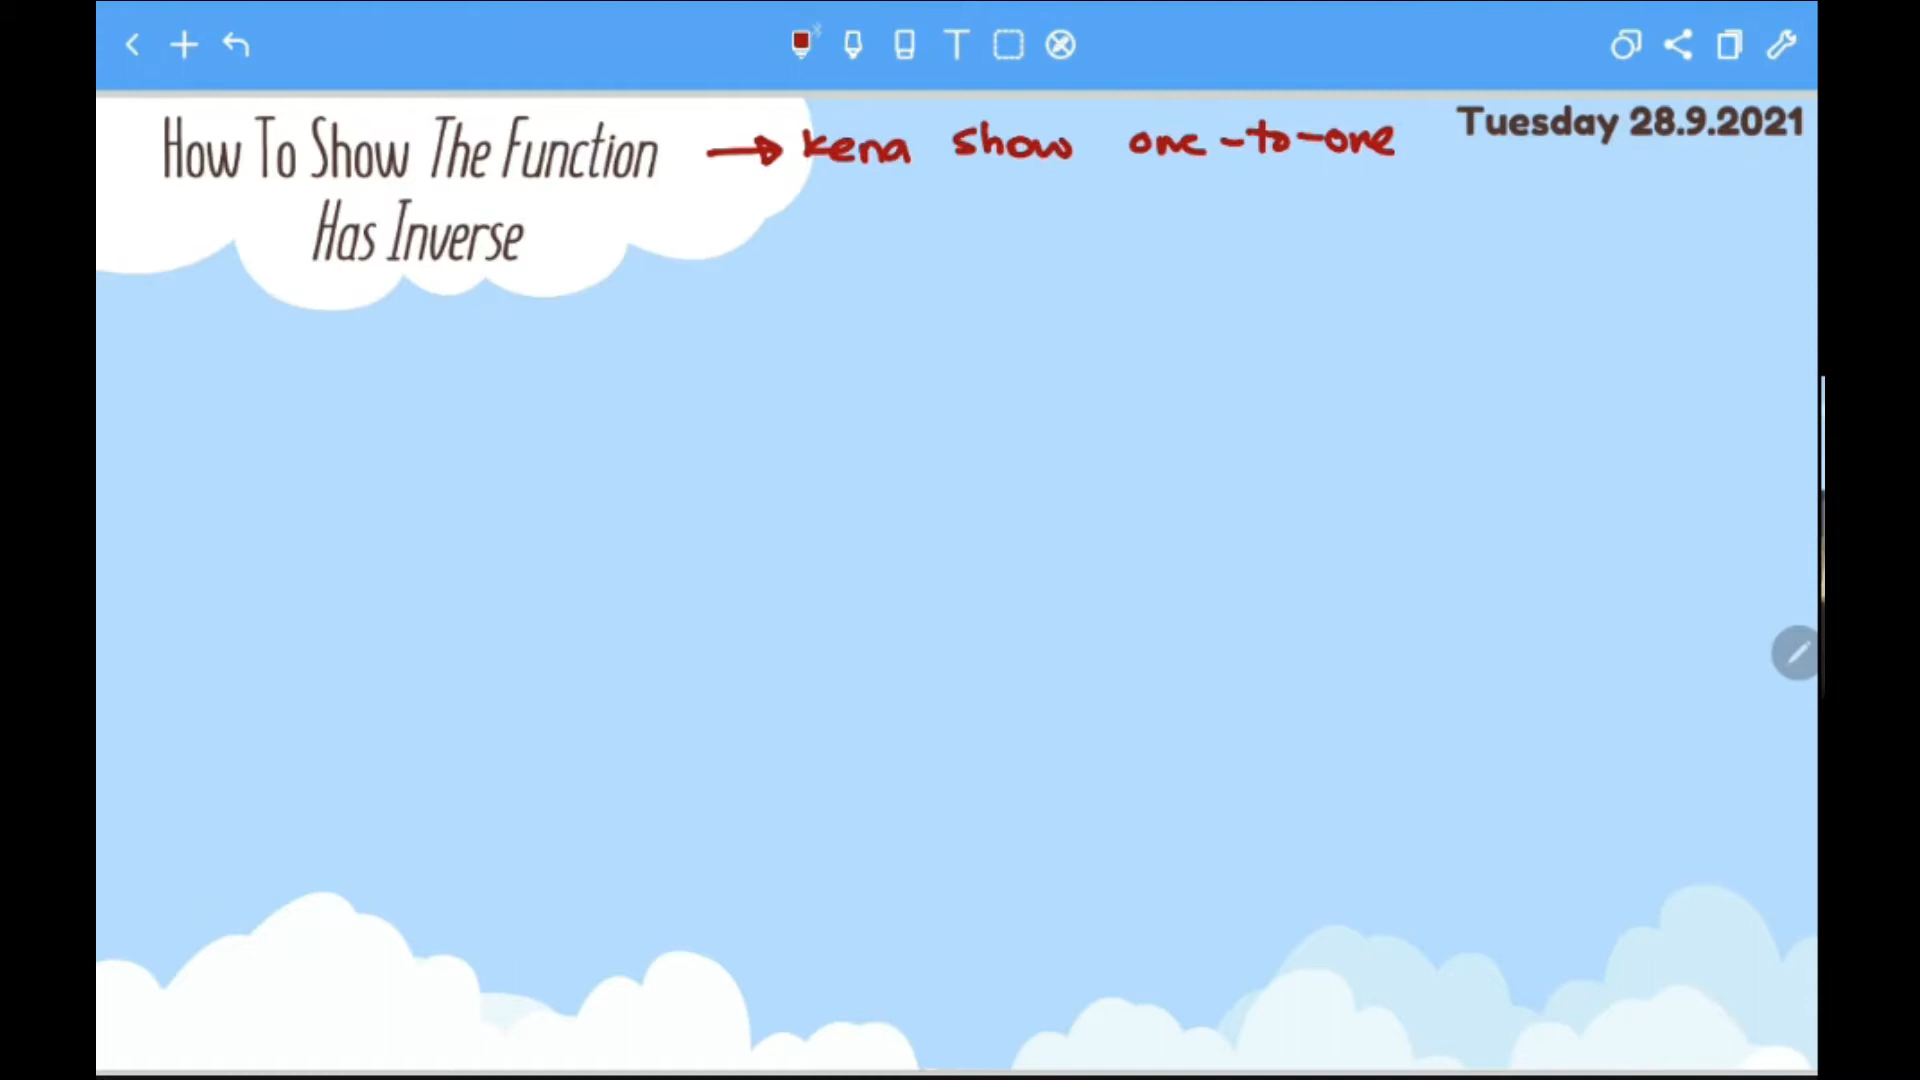 How To Show The Function → kena show one-to-one
Has Inverse
Tuesday 28.9.2021